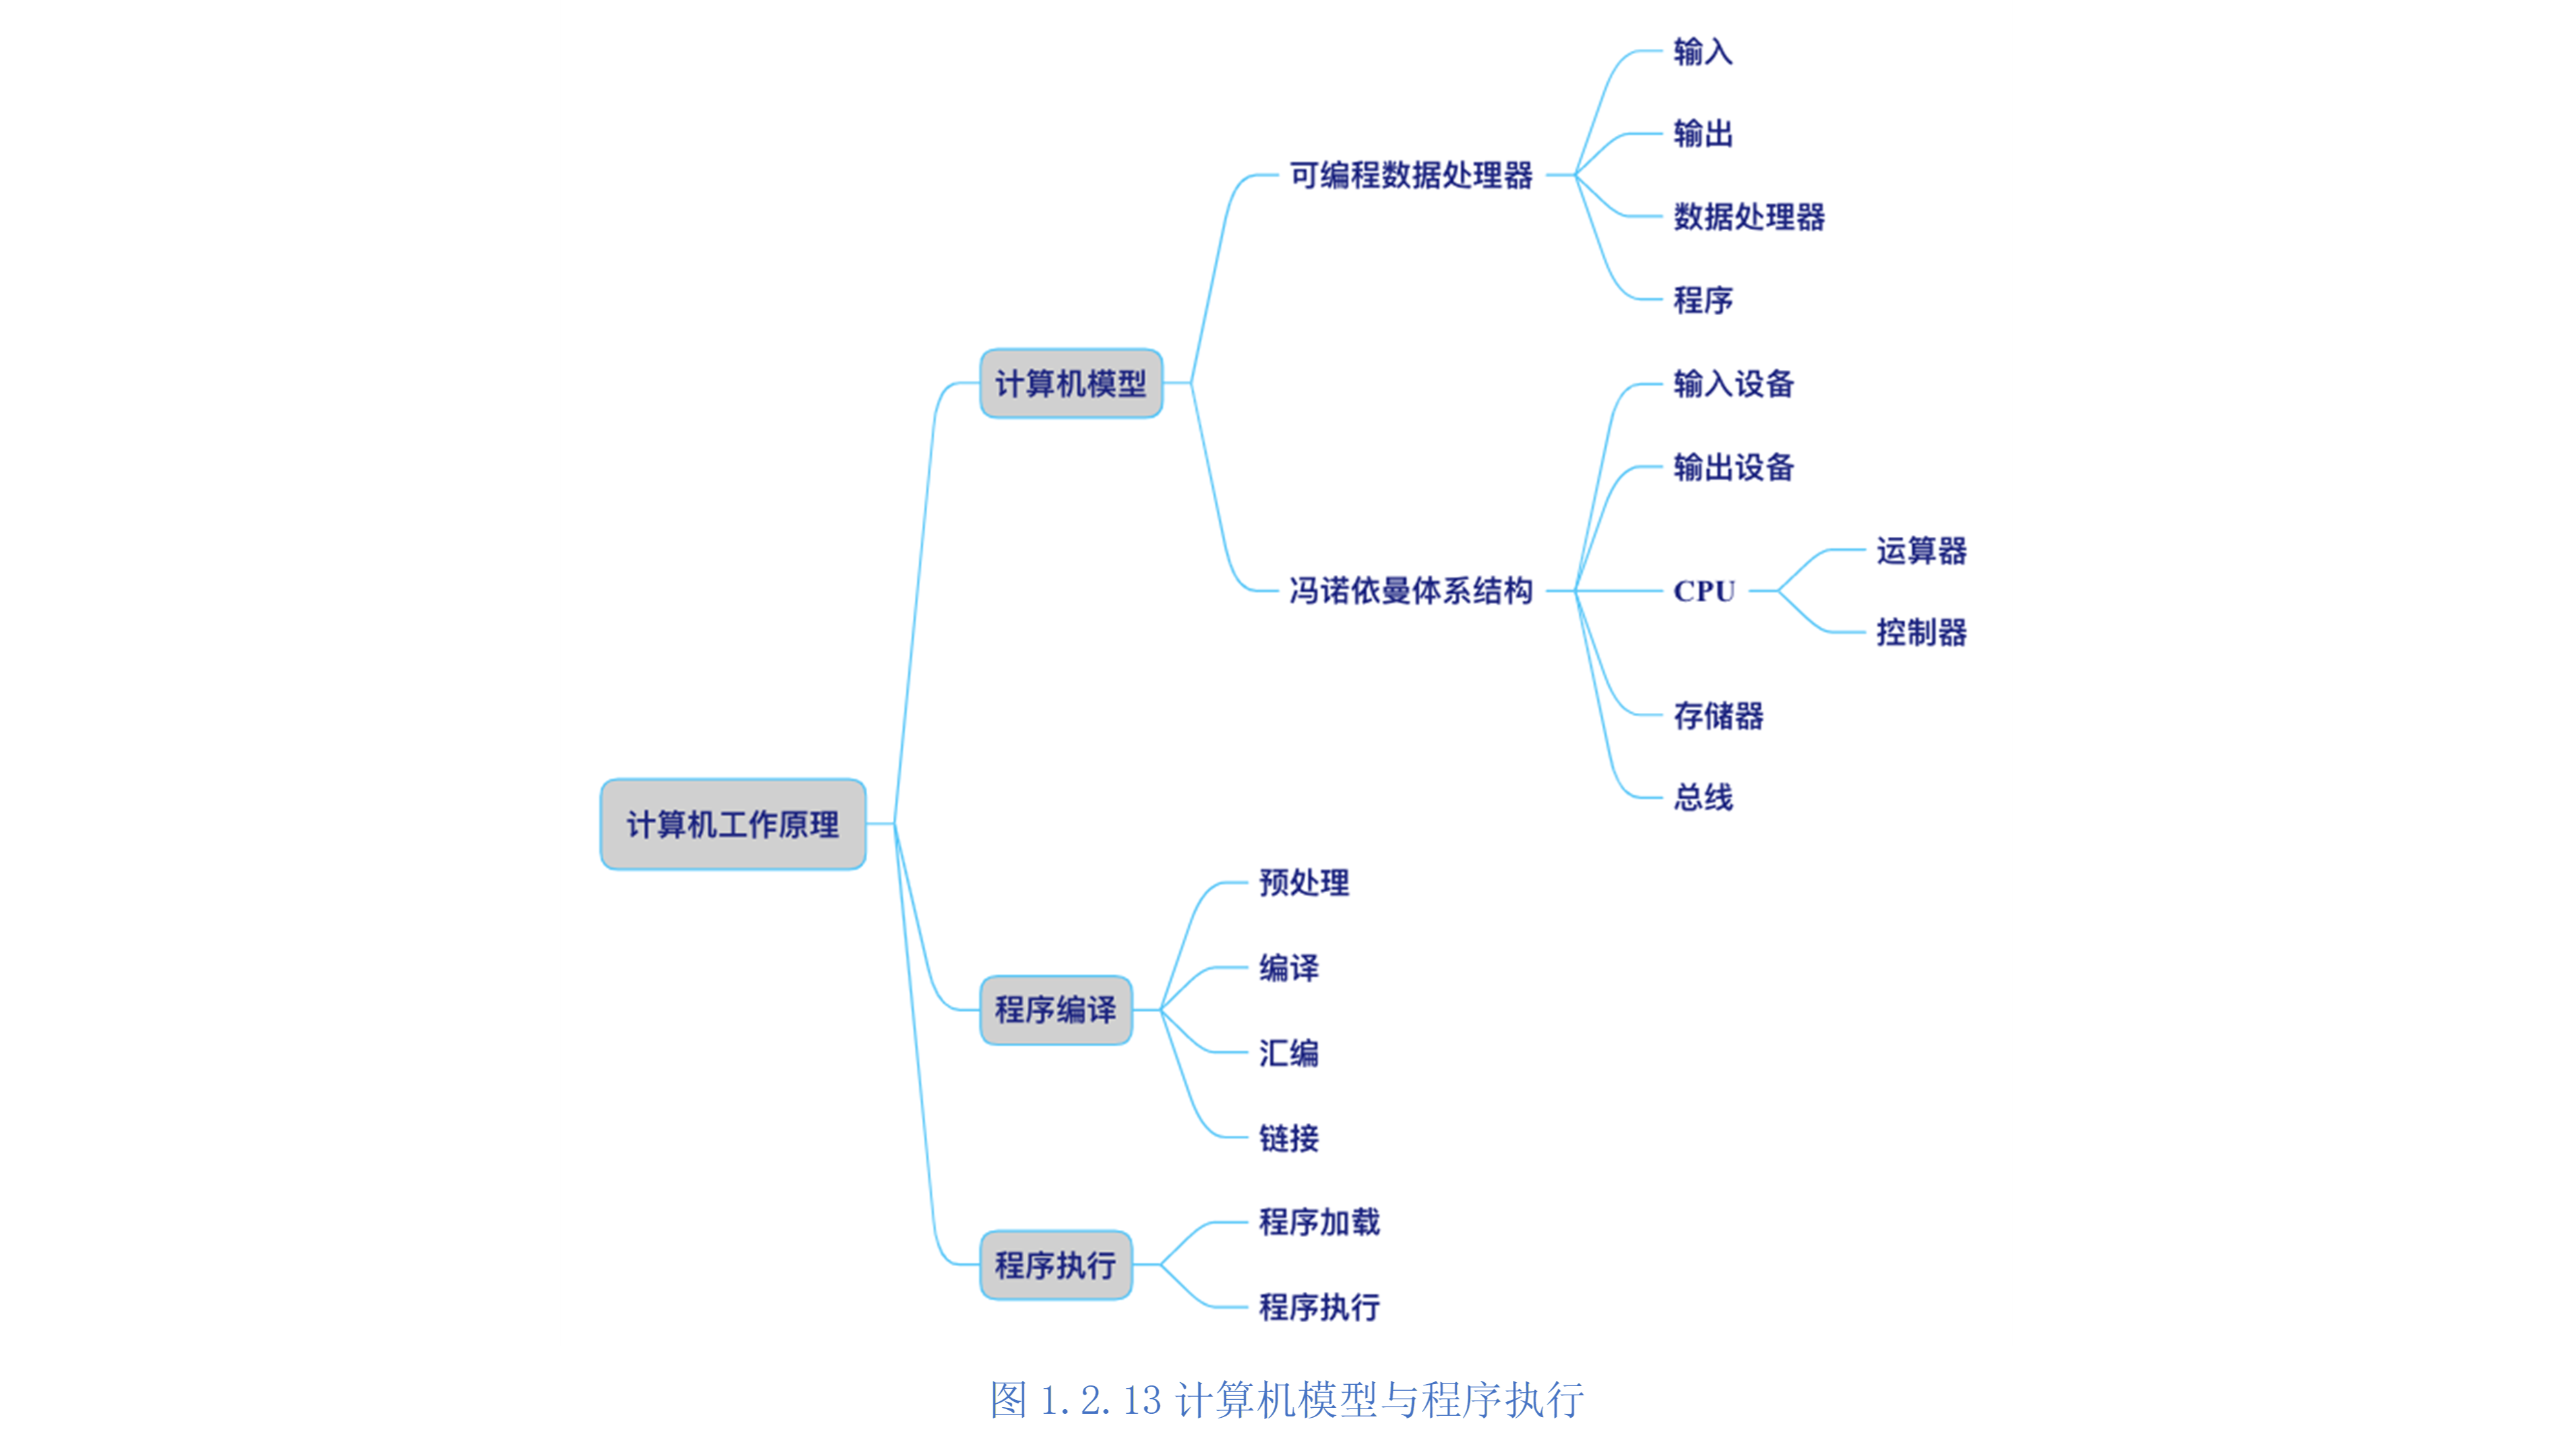 计算机工作原理
计算机模型
可编程数据处理器
输入
输出
数据处理器
程序
冯诺依曼体系结构
输入设备
输出设备
CPU
运算器
控制器
存储器
总线
程序编译
预处理
编译
汇编
链接
程序执行
程序加载
程序执行
图 1.2.13 计算机模型与程序执行